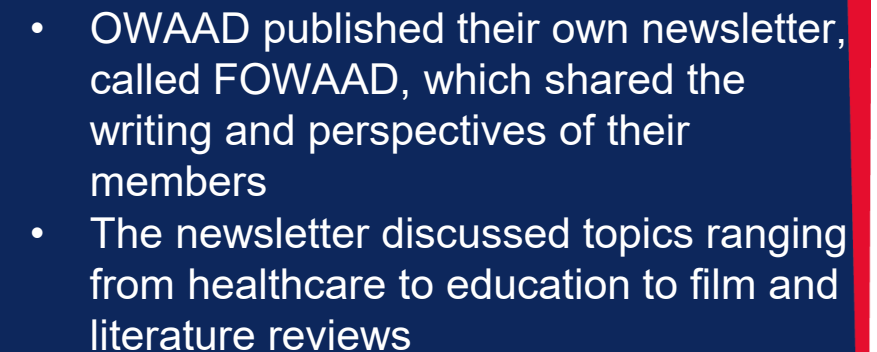 • OWAAD published their own newsletter,
called FOWAAD, which shared the
writing and perspectives of their
members
• The newsletter discussed topics ranging
from healthcare to education to film and
literature reviews